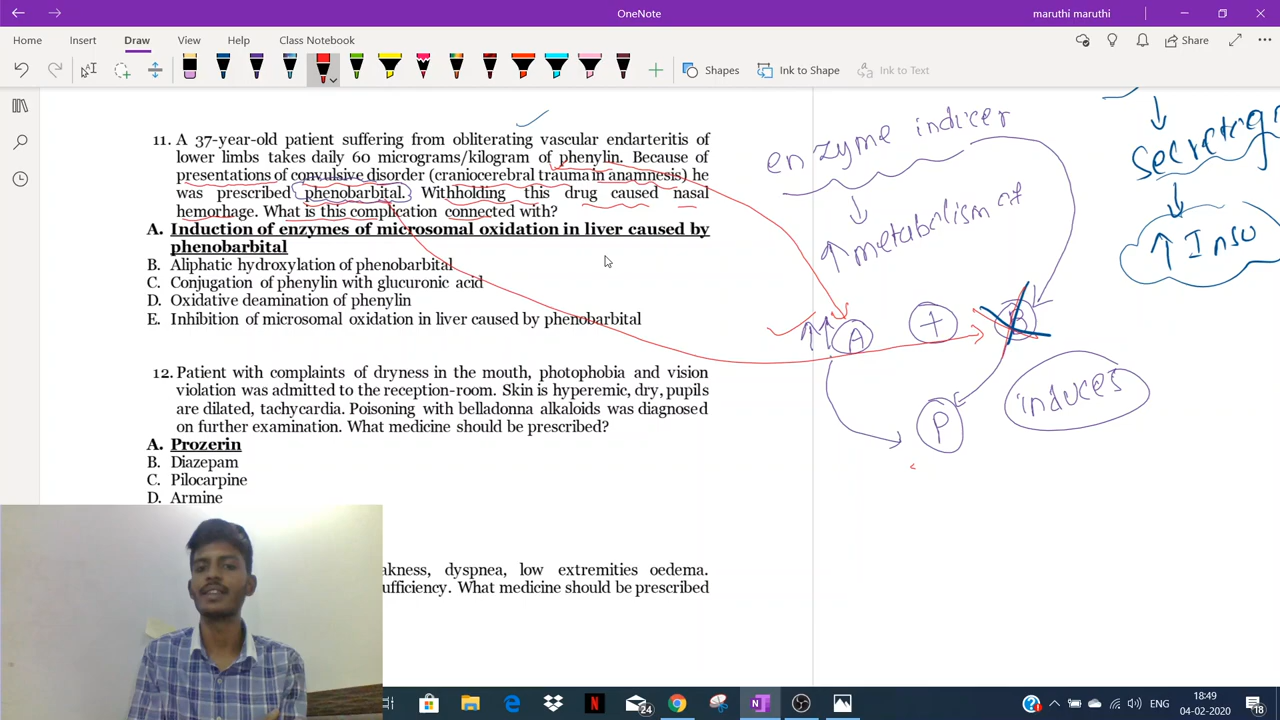 OneNote
maruthi maruthi
Home Insert Draw View Help Class Notebook
Share
Shapes Ink to Shape Ink to Text
11. A 37-year-old patient suffering from obliterating vascular endarteritis of
lower limbs takes daily 60 micrograms/kilogram of phenylin. Because of
presentations of convulsive disorder (craniocerebral trauma in anamnesis) he
was prescribed phenobarbital. Withholding this drug caused nasal
hemorhage. What is this complication connected with?
A. Induction of enzymes of microsomal oxidation in liver caused by
phenobarbital
B. Aliphatic hydroxylation of phenobarbital
C. Conjugation of phenylin with glucuronic acid
D. Oxidative deamination of phenylin
E. Inhibition of microsomal oxidation in liver caused by phenobarbital
12. Patient with complaints of dryness in the mouth, photophobia and vision
violation was admitted to the reception-room. Skin is hyperemic, dry, pupils
are dilated, tachycardia. Poisoning with belladonna alkaloids was diagnosed
on further examination. What medicine should be prescribed?
A. Prozerin
B. Diazepam
C. Pilocarpine
D. Armine
akness, dyspnea, low extremities oedema.
ufficiency. What medicine should be prescribed
enzyme inducer
↑ metabolism of
↑↑ A + B
induces
P
Secretag
↑ Insu
24
ENG
18:49
04-02-2020
18